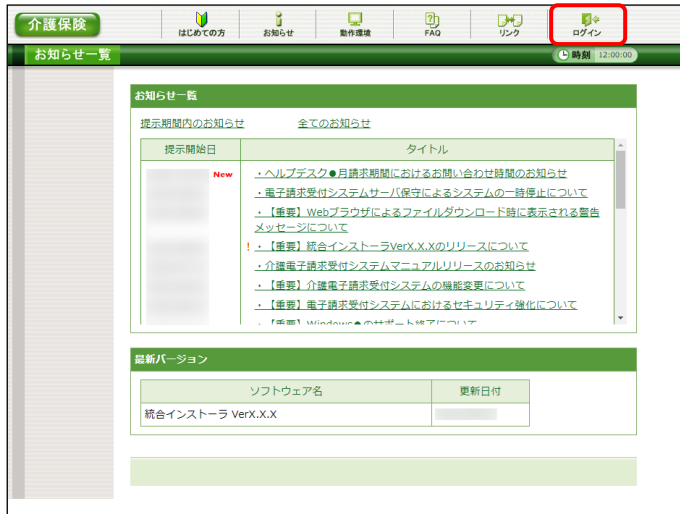 介護保険
はじめての方 お知らせ 動作環境 FAQ リンク ログイン
お知らせ一覧
時刻 12:00:00
お知らせ一覧
提示期間内のお知らせ 全てのお知らせ
提示開始日 タイトル
New ・ヘルプデスク●月請求期間におけるお問い合わせ時間のお知らせ
・電子請求受付システムサーバ保守によるシステムの一時停止について
・【重要】Webブラウザによるファイルダウンロード時に表示される警告
メッセージについて
! ・【重要】統合インストーラVerX.X.Xのリリースについて
・介護電子請求受付システムマニュアルリリースのお知らせ
・【重要】介護電子請求受付システムの機能変更について
・【重要】電子請求受付システムにおけるセキュリティ強化について
・【重要】Windows●のサポート終了について
最新バージョン
ソフトウェア名 更新日付
統合インストーラ VerX.X.X